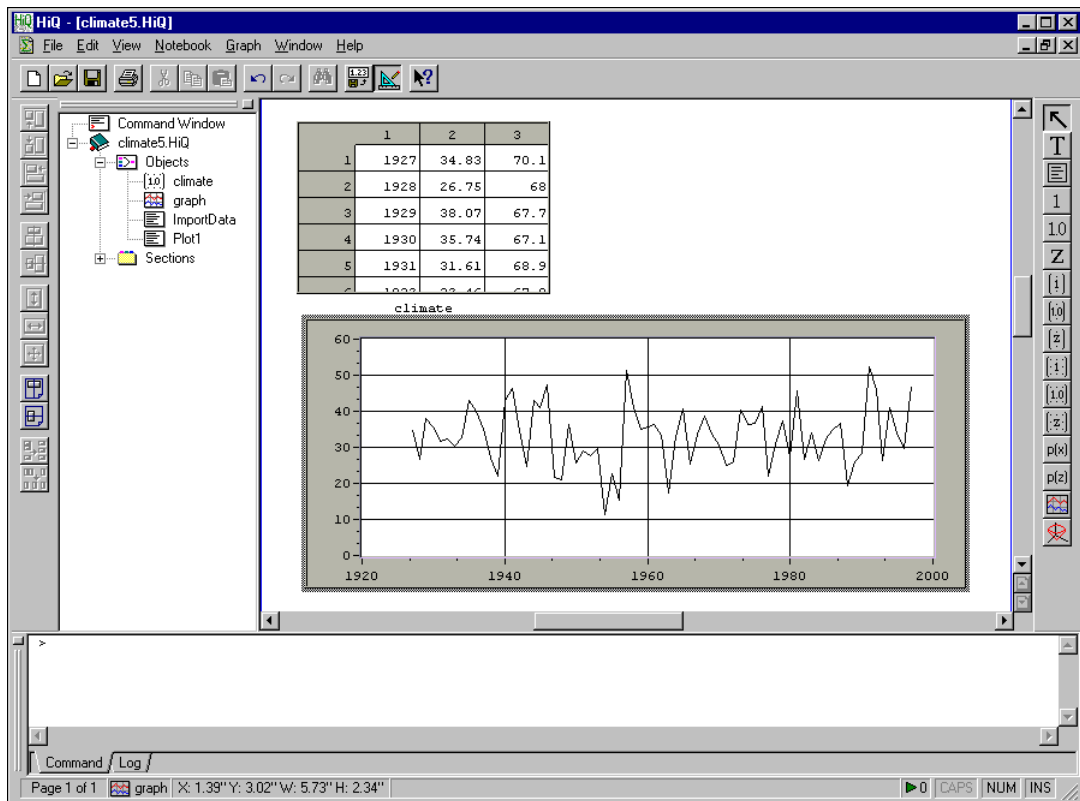 HiQ - [climate5.HiQ]
File Edit View Notebook Graph Window Help
Command Window
climate5.HiQ
Objects
climate
graph
ImportData
Plot1
Sections
1 2 3
1 1927 34.83 70.1
2 1928 26.75 68
3 1929 38.07 67.7
4 1930 35.74 67.1
5 1931 31.61 68.9
climate
60
50
40
30
20
10
0
1920 1940 1960 1980 2000
T
1
1.0
Z
[i]
[1.0]
[z]
[i]
[1.0]
[z]
p(x)
p(z)
>
Command Log
Page 1 of 1 graph X: 1.39" Y: 3.02" W: 5.73" H: 2.34" 0 CAPS NUM INS